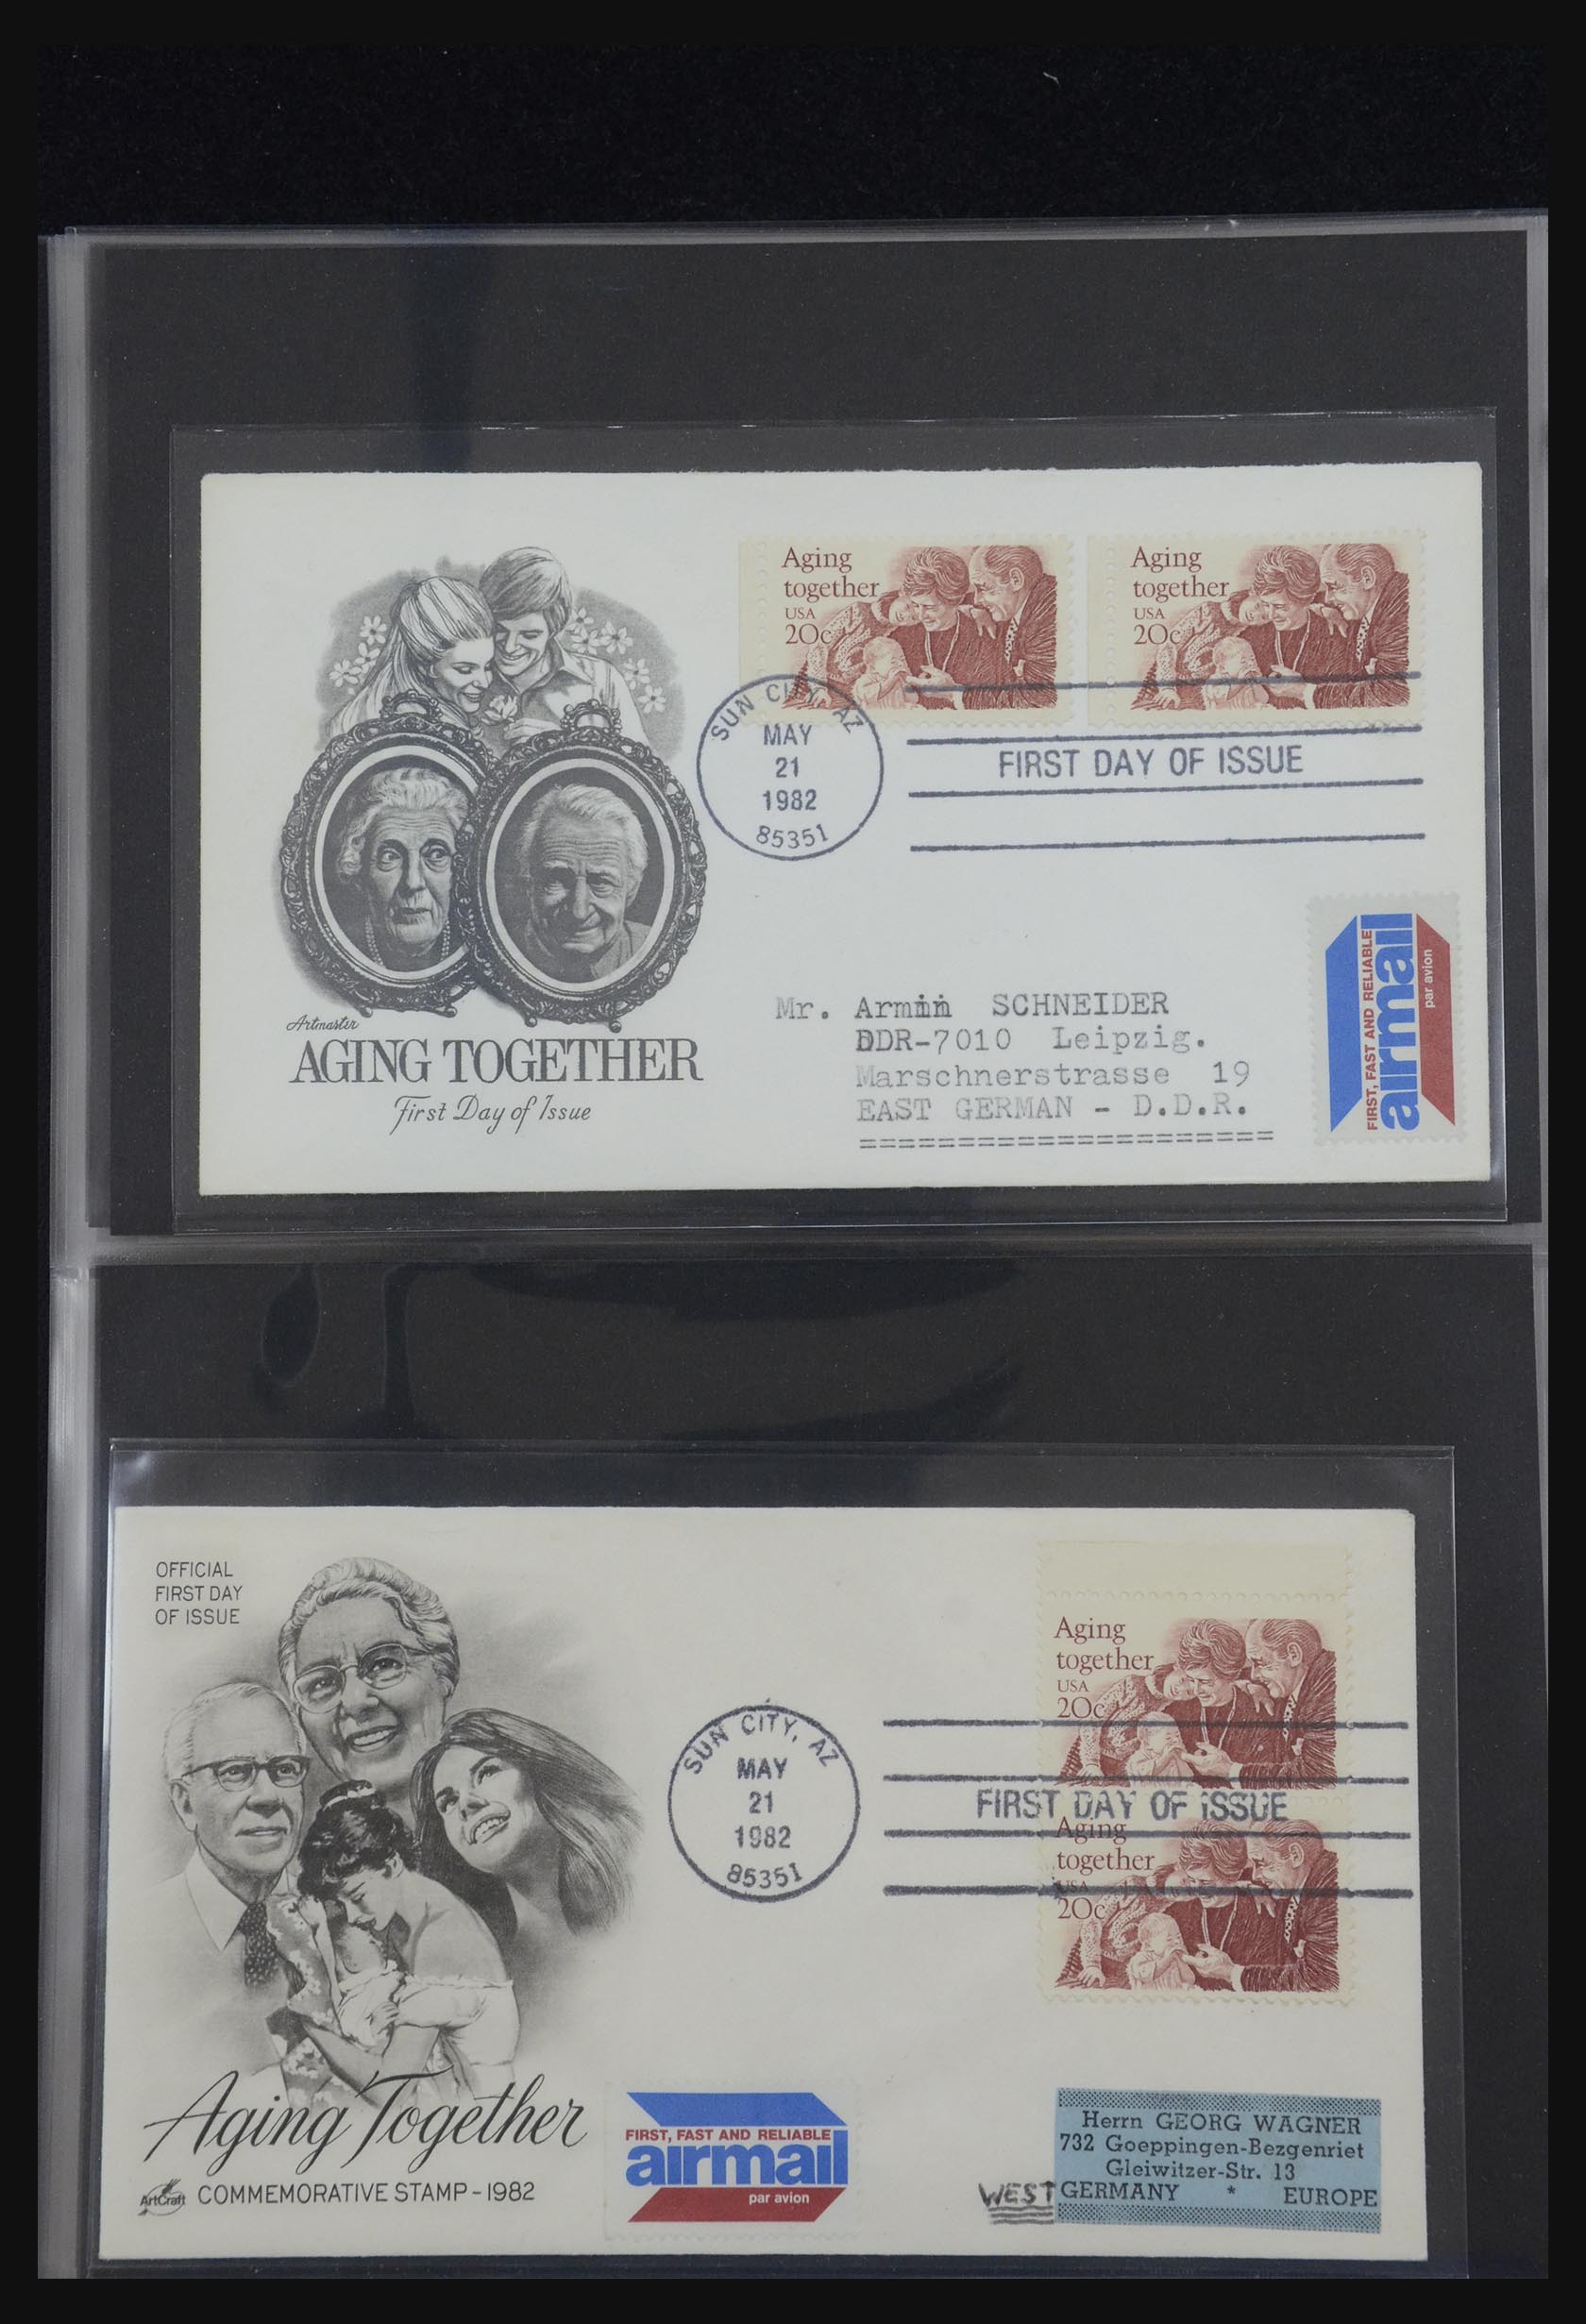 Aging
together
USA
20c
Aging
together
USA
20c
SUN CITY, AZ
MAY
21
1982
85351
FIRST DAY OF ISSUE
Artmaster
AGING TOGETHER
First Day of Issue
Mr. Armin SCHNEIDER
DDR-7010 Leipzig.
Marschnerstrasse 19
EAST GERMAN - D.D.R.
=====================
FIRST, FAST AND RELIABLE
airmail
par avion
OFFICIAL
FIRST DAY
OF ISSUE
Aging
together
USA
20c
SUN CITY, AZ
MAY
21
1982
85351
FIRST DAY OF ISSUE
Aging
together
USA
20c
Aging Together
ArtCraft COMMEMORATIVE STAMP - 1982
FIRST, FAST AND RELIABLE
airmail
par avion
Herrn GEORG WAGNER
732 Goeppingen-Bezgenriet
Gleiwitzer-Str. 13
WEST GERMANY * EUROPE